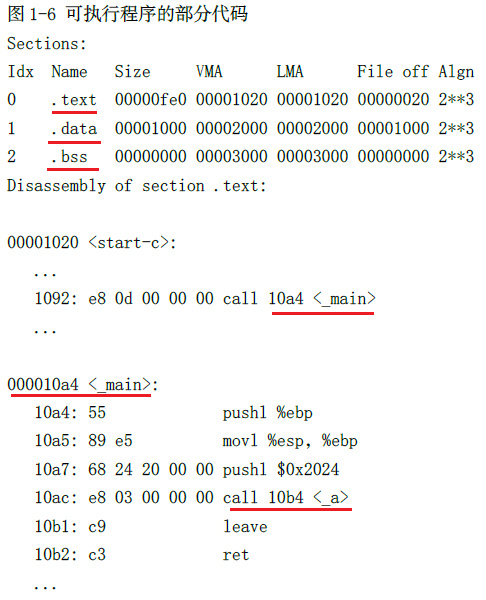 图1-6 可执行程序的部分代码
Sections:
Idx Name Size VMA LMA File off Algn
0 .text 00000fe0 00001020 00001020 00000020 2**3
1 .data 00001000 00002000 00002000 00001000 2**3
2 .bss 00000000 00003000 00003000 00000000 2**3
Disassembly of section .text:
00001020 <start-c>:
...
1092: e8 0d 00 00 00 call 10a4 <_main>
...
000010a4 <_main>:
10a4: 55 pushl %ebp
10a5: 89 e5 movl %esp, %ebp
10a7: 68 24 20 00 00 pushl $0x2024
10ac: e8 03 00 00 00 call 10b4 <_a>
10b1: c9 leave
10b2: c3 ret
...